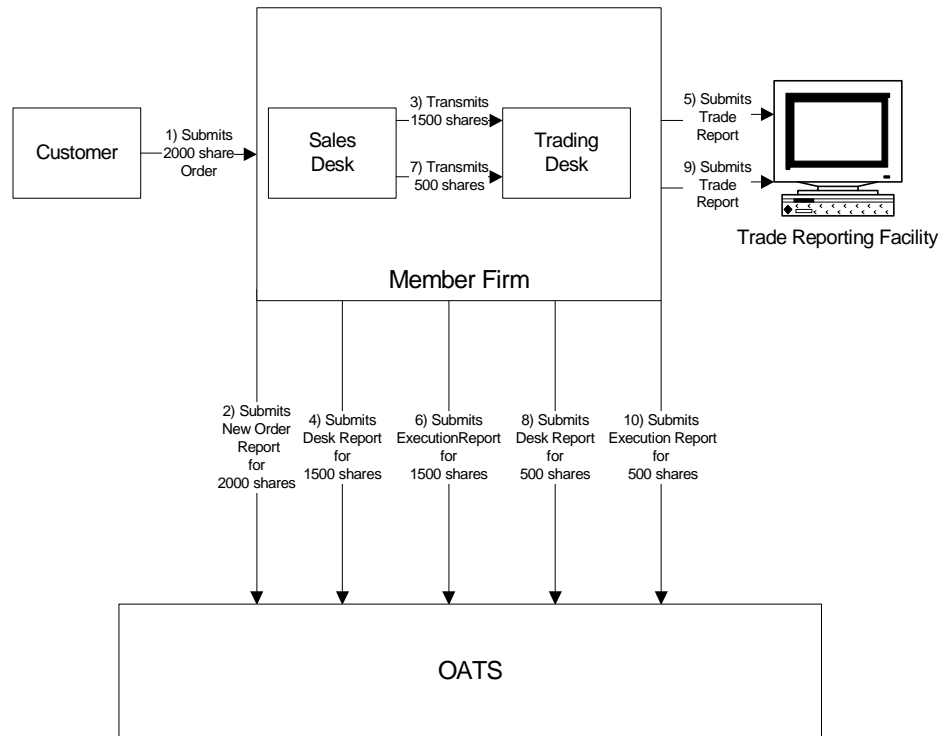 Customer
1) Submits
2000 share
Order
Sales
Desk
3) Transmits
1500 shares
7) Transmits
500 shares
Trading
Desk
5) Submits
Trade
Report
9) Submits
Trade
Report
Trade Reporting Facility
Member Firm
2) Submits
New Order
Report
for
2000 shares
4) Submits
Desk Report
for
1500 shares
6) Submits
ExecutionReport
for
1500 shares
8) Submits
Desk Report
for
500 shares
10) Submits
Execution Report
for
500 shares
OATS